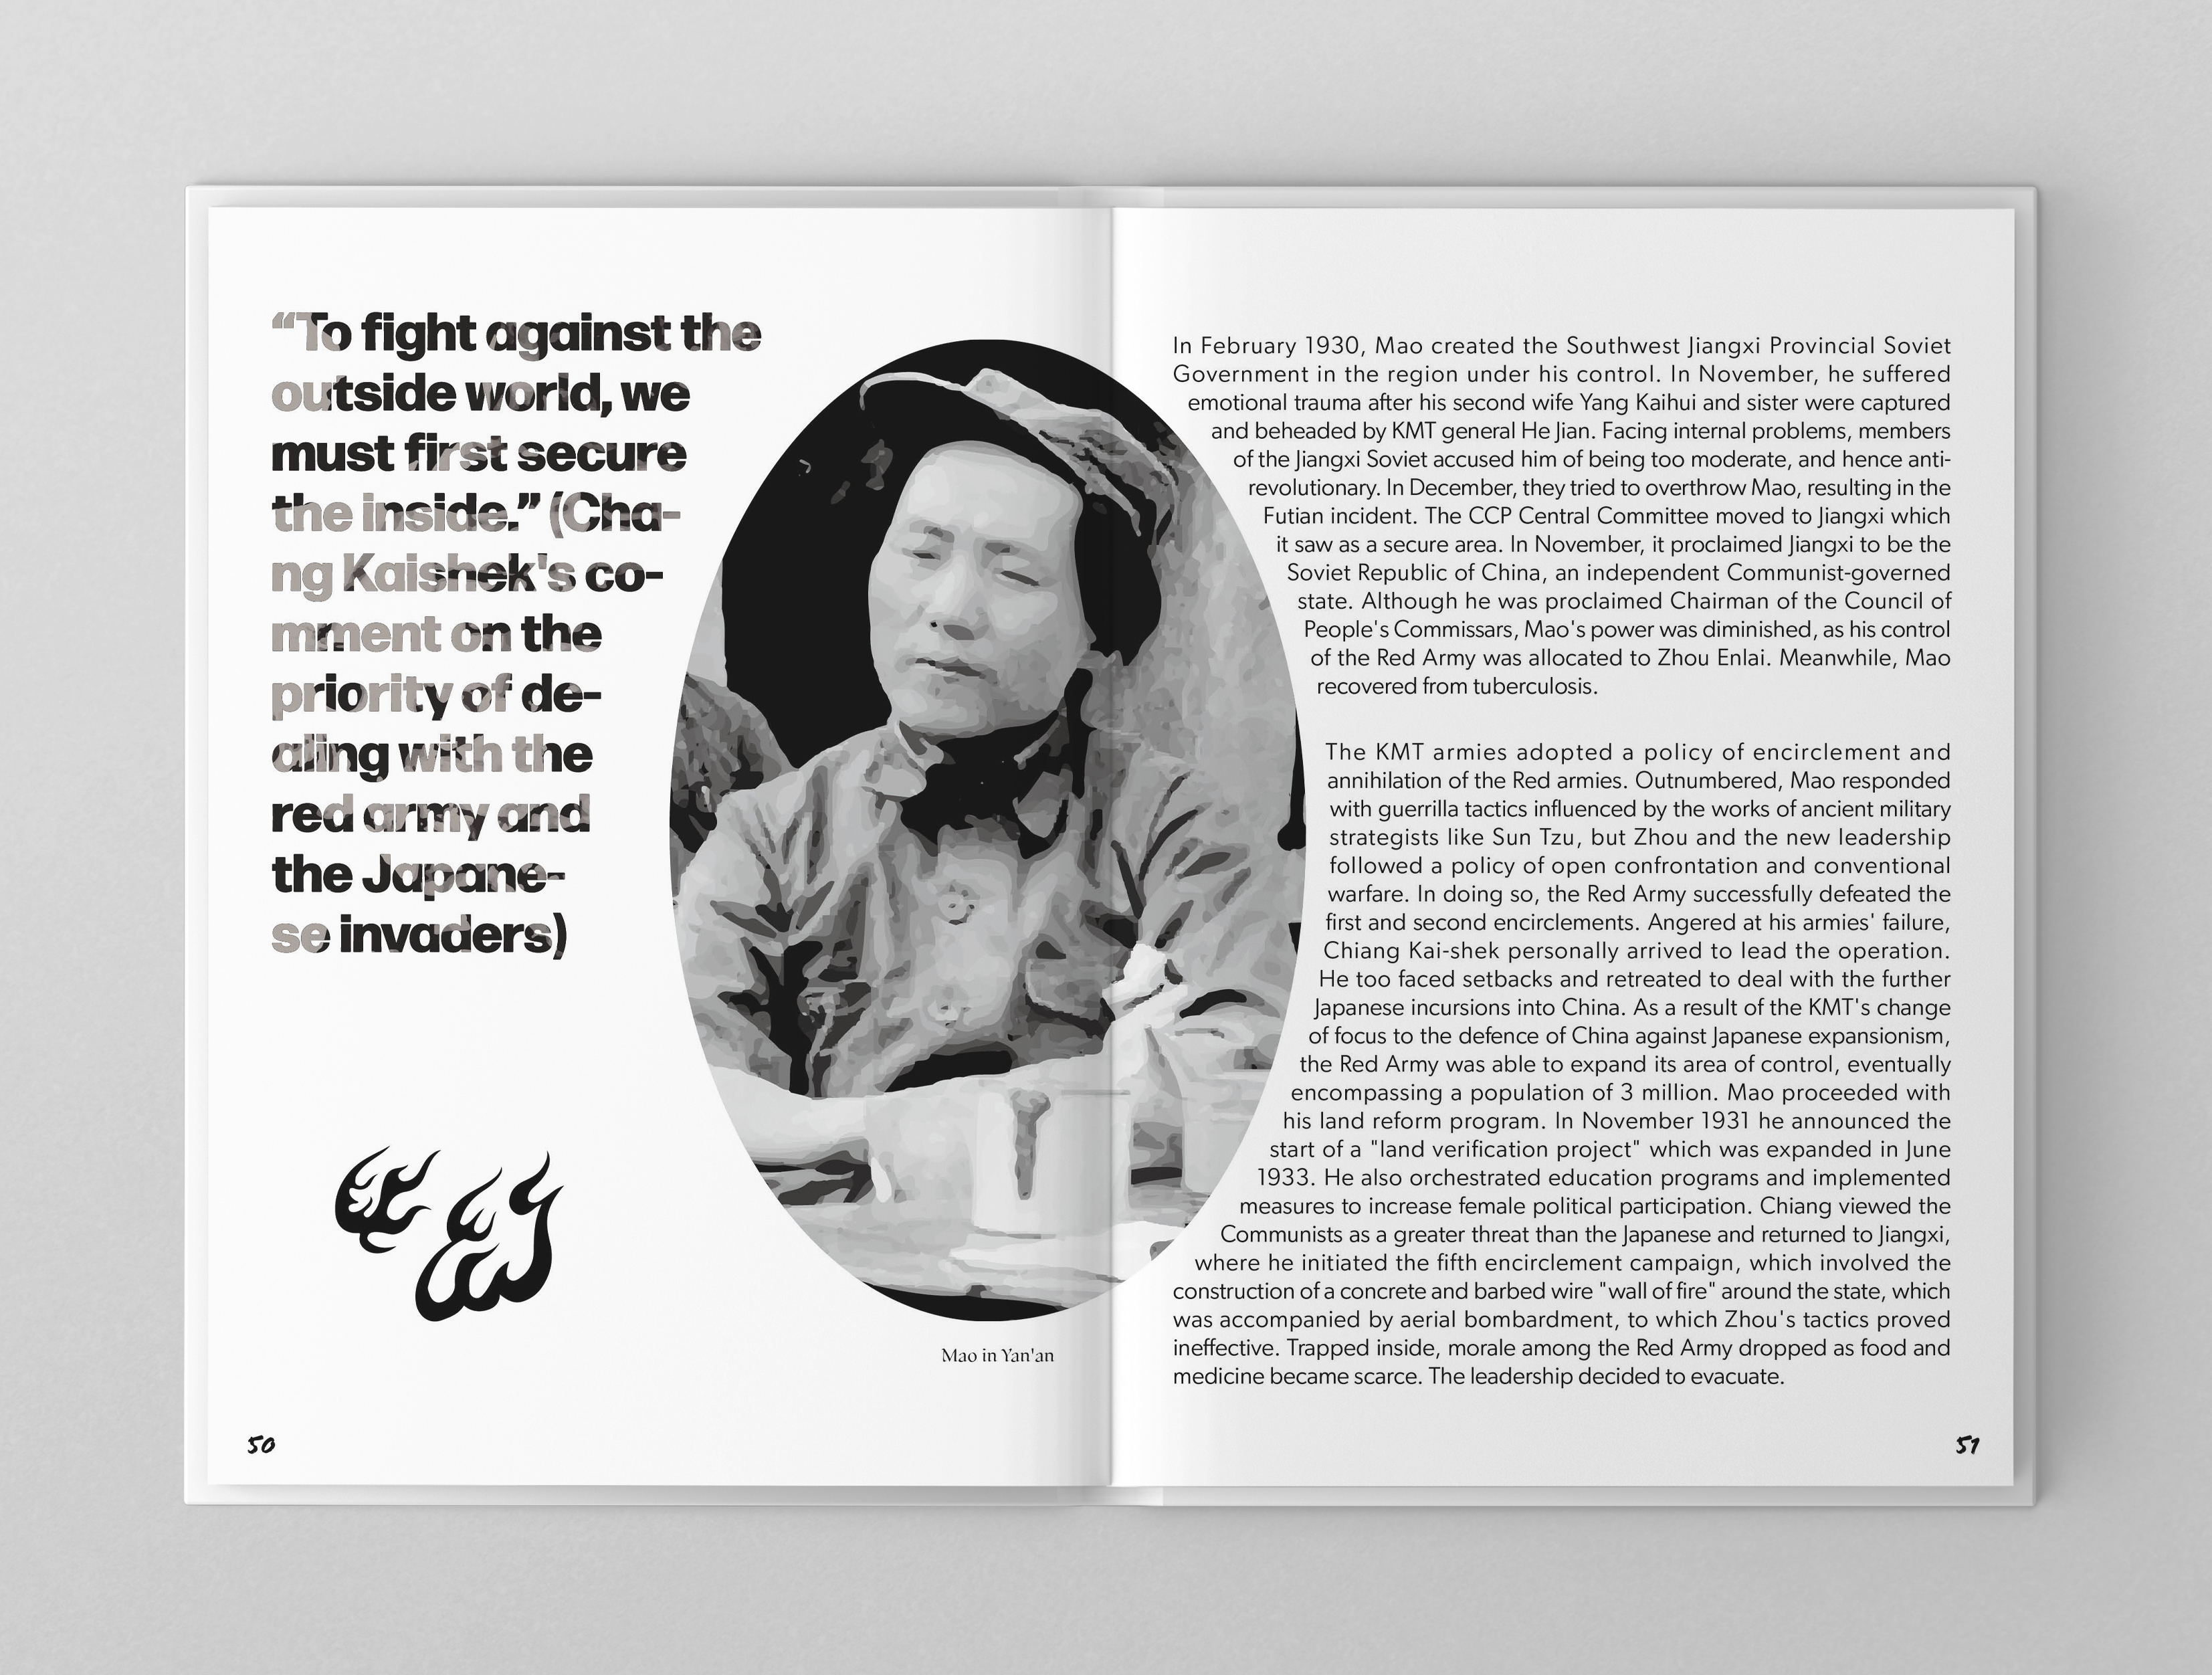 “To fight against the
outside world, we
must first secure
the inside.” (Cha-
ng Kaishek's co-
mment on the
priority of de-
aling with the
red army and
the Japane-
se invaders)
Mao in Yan'an
50
In February 1930, Mao created the Southwest Jiangxi Provincial Soviet
Government in the region under his control. In November, he suffered
emotional trauma after his second wife Yang Kaihui and sister were captured
and beheaded by KMT general He Jian. Facing internal problems, members
of the Jiangxi Soviet accused him of being too moderate, and hence anti-
revolutionary. In December, they tried to overthrow Mao, resulting in the
Futian incident. The CCP Central Committee moved to Jiangxi which
it saw as a secure area. In November, it proclaimed Jiangxi to be the
Soviet Republic of China, an independent Communist-governed
state. Although he was proclaimed Chairman of the Council of
People's Commissars, Mao's power was diminished, as his control
of the Red Army was allocated to Zhou Enlai. Meanwhile, Mao
recovered from tuberculosis.
The KMT armies adopted a policy of encirclement and
annihilation of the Red armies. Outnumbered, Mao responded
with guerrilla tactics influenced by the works of ancient military
strategists like Sun Tzu, but Zhou and the new leadership
followed a policy of open confrontation and conventional
warfare. In doing so, the Red Army successfully defeated the
first and second encirclements. Angered at his armies' failure,
Chiang Kai-shek personally arrived to lead the operation.
He too faced setbacks and retreated to deal with the further
Japanese incursions into China. As a result of the KMT's change
of focus to the defence of China against Japanese expansionism,
the Red Army was able to expand its area of control, eventually
encompassing a population of 3 million. Mao proceeded with
his land reform program. In November 1931 he announced the
start of a "land verification project" which was expanded in June
1933. He also orchestrated education programs and implemented
measures to increase female political participation. Chiang viewed the
Communists as a greater threat than the Japanese and returned to Jiangxi,
where he initiated the fifth encirclement campaign, which involved the
construction of a concrete and barbed wire "wall of fire" around the state, which
was accompanied by aerial bombardment, to which Zhou's tactics proved
ineffective. Trapped inside, morale among the Red Army dropped as food and
medicine became scarce. The leadership decided to evacuate.
51